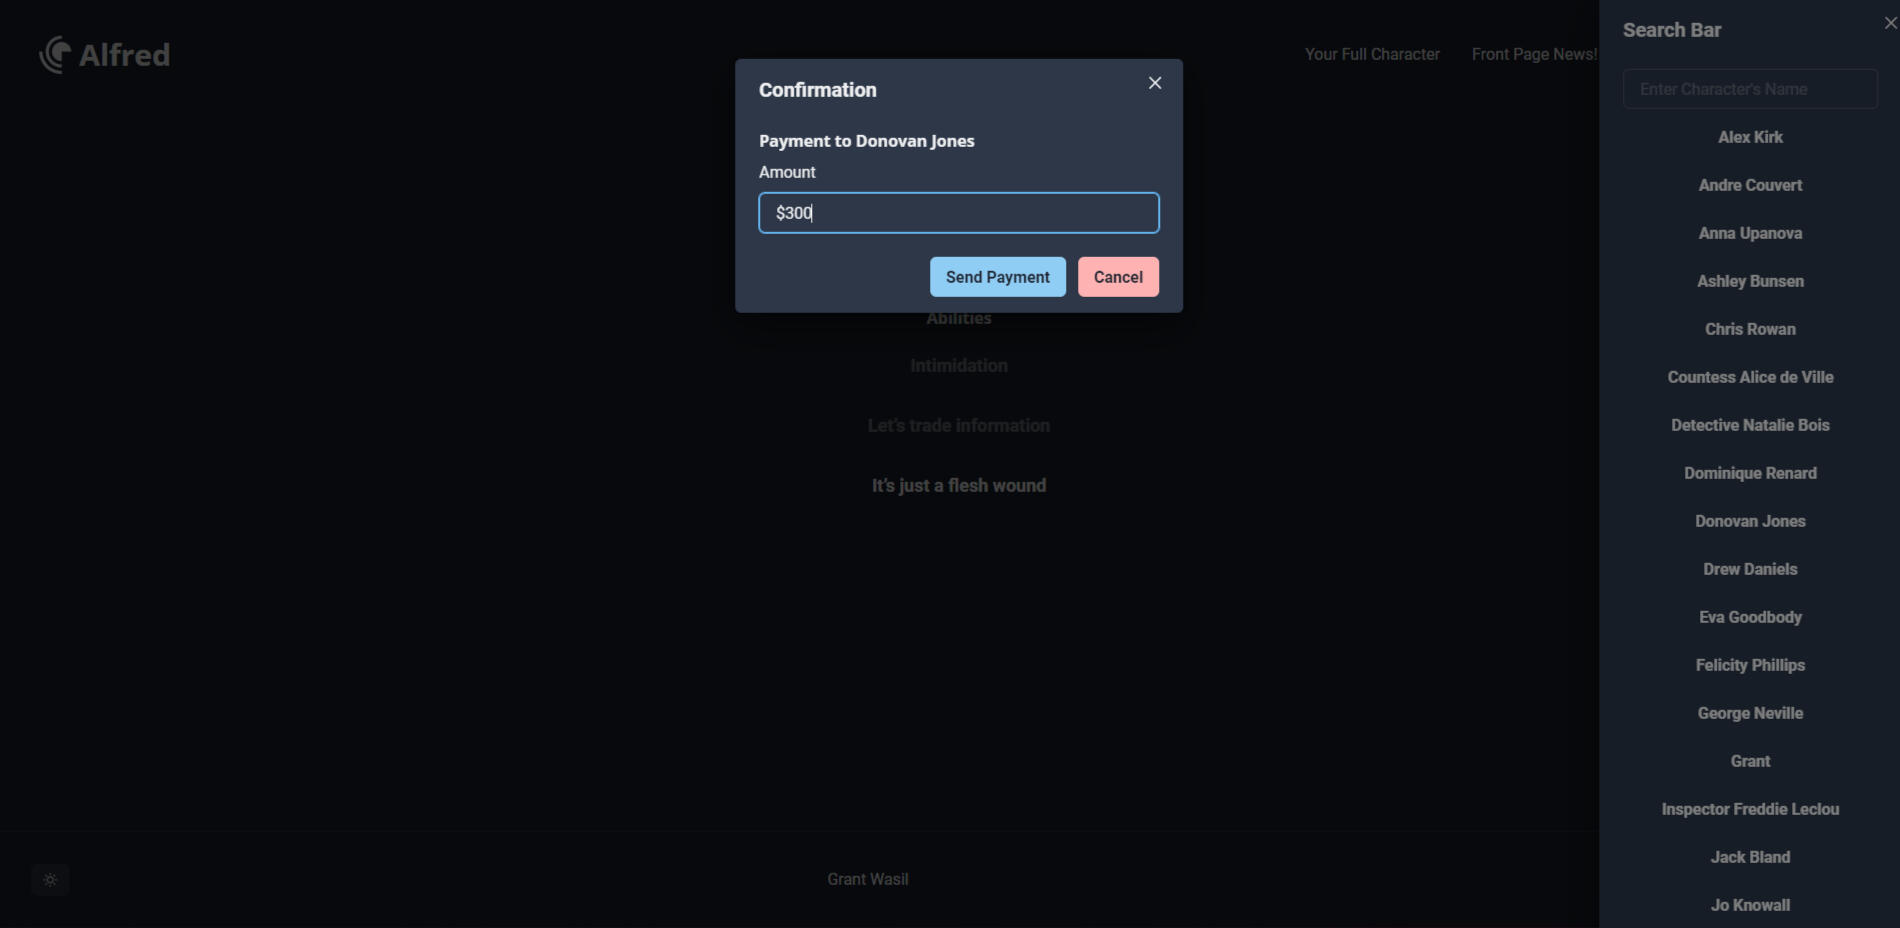 Alfred
Your Full Character
Front Page News!
Confirmation
Payment to Donovan Jones
Amount
$300
Send Payment
Cancel
Abilities
Intimidation
Let's trade information
It's just a flesh wound
Grant Wasil
Search Bar
Enter Character's Name
Alex Kirk
Andre Couvert
Anna Upanova
Ashley Bunsen
Chris Rowan
Countess Alice de Ville
Detective Natalie Bois
Dominique Renard
Donovan Jones
Drew Daniels
Eva Goodbody
Felicity Phillips
George Neville
Grant
Inspector Freddie Leclou
Jack Bland
Jo Knowall